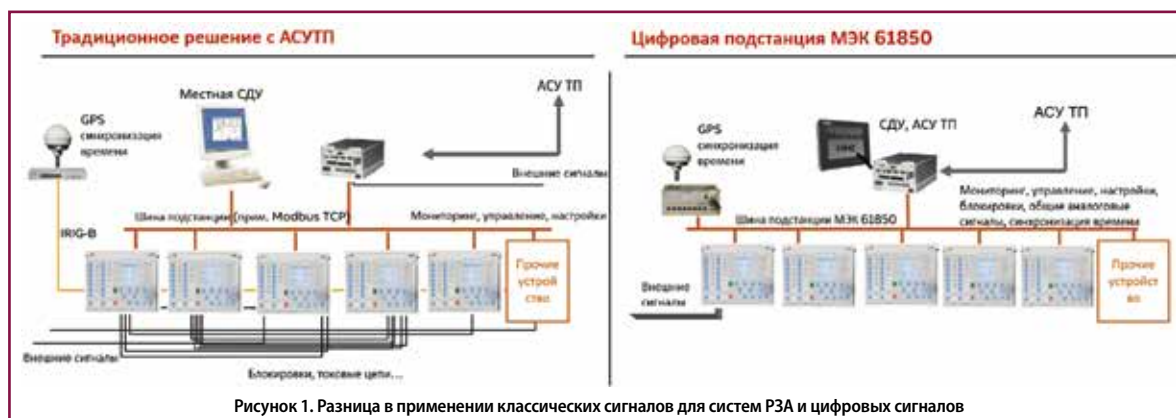 Традиционное решение с АСУТП
Местная СДУ
АСУ ТП
GPS
синхронизация
времени
Внешние сигналы
Шина подстанции (прим. Modbus TCP)
Мониторинг, управление, настройки
IRIG-B
Прочие
устрой
ство
Внешние сигналы
Блокировки, токовые цепи...
Цифровая подстанция МЭК 61850
АСУ ТП
СДУ, АСУ ТП
GPS
синхронизация
времени
Мониторинг, управление, настройки,
блокировки, общие аналоговые
сигналы, синхронизация времени
Шина подстанции МЭК 61850
Внешние
сигналы
Прочие
устройст
во
Рисунок 1. Разница в применении классических сигналов для систем РЗА и цифровых сигналов